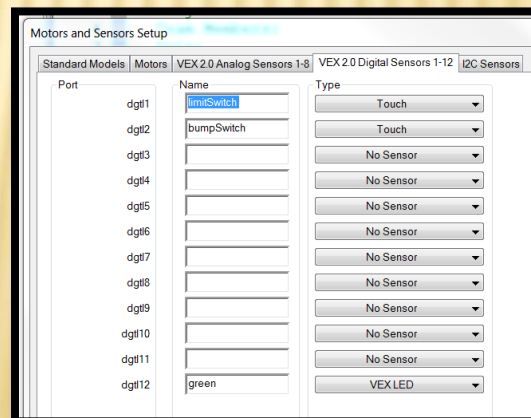 Motors and Sensors Setup
Standard Models Motors VEX 2.0 Analog Sensors 1-8 VEX 2.0 Digital Sensors 1-12 I2C Sensors
Port Name Type
dgtl1 limitSwitch Touch
dgtl2 bumpSwitch Touch
dgtl3 No Sensor
dgtl4 No Sensor
dgtl5 No Sensor
dgtl6 No Sensor
dgtl7 No Sensor
dgtl8 No Sensor
dgtl9 No Sensor
dgtl10 No Sensor
dgtl11 No Sensor
dgtl12 green VEX LED